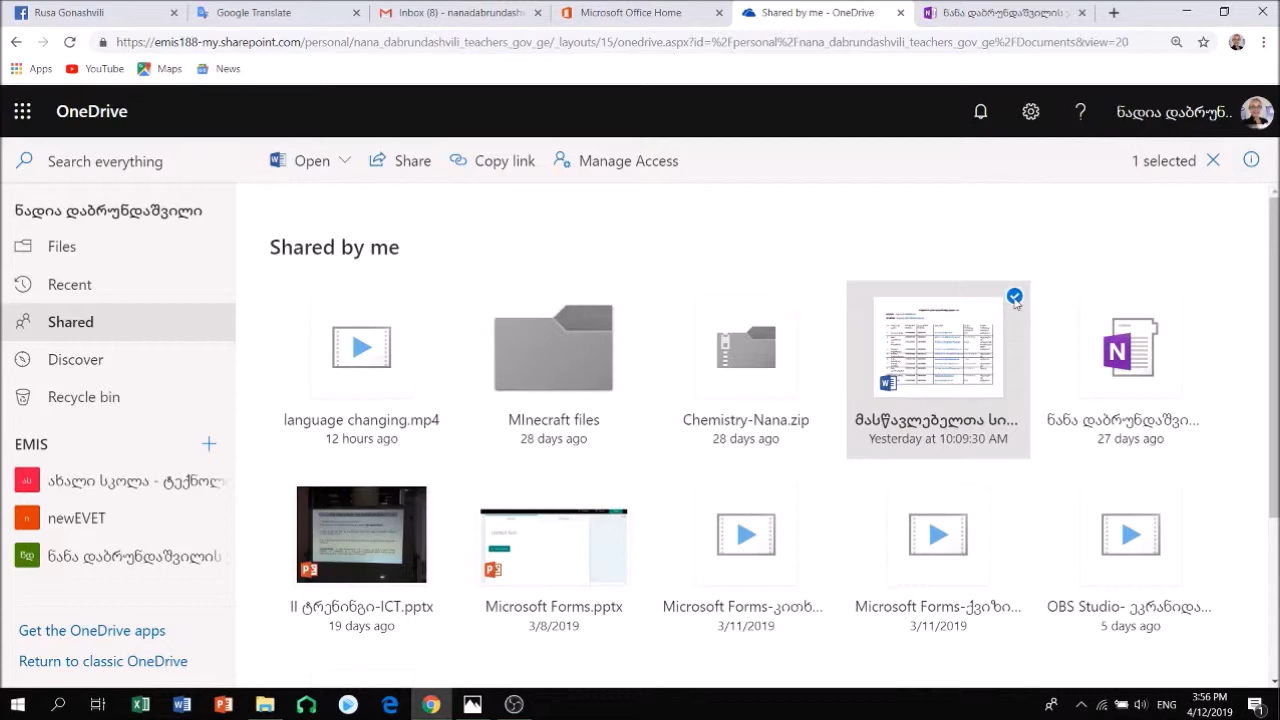 Rusa Gonashvili
Google Translate
Inbox (8) - nanadabrundash
Microsoft Office Home
Shared by me - OneDrive
ნანა დაბრუნდაშვილის
https://emis188-my.sharepoint.com/personal/nana_dabrundashvili_teachers_gov_ge/_layouts/15/onedrive.aspx?id=%2Fpersonal%2Fnana_dabrundashvili_teachers_gov_ge%2FDocuments&view=20
Apps
YouTube
Maps
News
OneDrive
ნადია დაბრუნ..
Search everything
Open
Share
Copy link
Manage Access
1 selected
ნადია დაბრუნდაშვილი
Files
Recent
Shared
Discover
Recycle bin
EMIS
ახალი სკოლა - ტექნოლ
newEVET
ნანა დაბრუნდაშვილის
Get the OneDrive apps
Return to classic OneDrive
Shared by me
language changing.mp4
12 hours ago
MInecraft files
28 days ago
Chemistry-Nana.zip
28 days ago
მასწავლებელთა სი...
Yesterday at 10:09:30 AM
ნანა დაბრუნდაშვი...
27 days ago
II ტრენინგი-ICT.pptx
19 days ago
Microsoft Forms.pptx
3/8/2019
Microsoft Forms-კითხ...
3/11/2019
Microsoft Forms-ქვიზი...
3/11/2019
OBS Studio- ეკრანიდა...
5 days ago
ENG
3:56 PM
4/12/2019